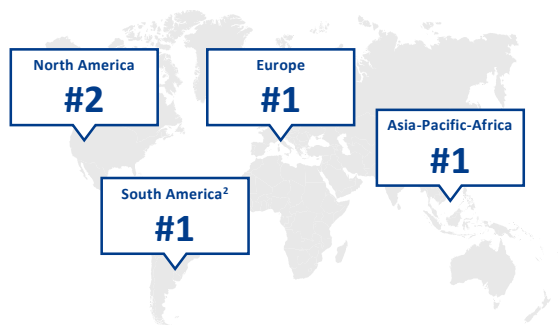 North America
#2
Europe
#1
Asia-Pacific-Africa
#1
South America²
#1